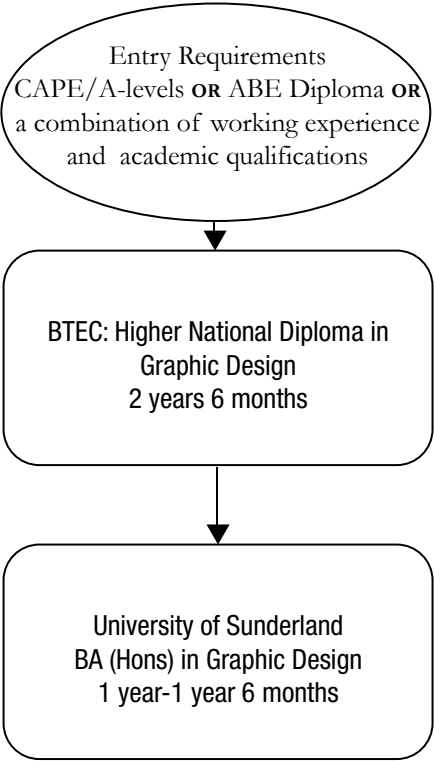 Entry Requirements
CAPE/A-levels OR ABE Diploma OR
a combination of working experience
and academic qualifications
BTEC: Higher National Diploma in
Graphic Design
2 years 6 months
University of Sunderland
BA (Hons) in Graphic Design
1 year-1 year 6 months